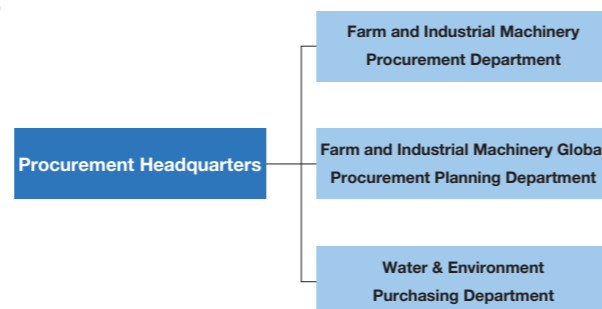 Farm and Industrial Machinery
Procurement Department
Procurement Headquarters
Farm and Industrial Machinery Globa
Procurement Planning Department
Water & Environment
Purchasing Department